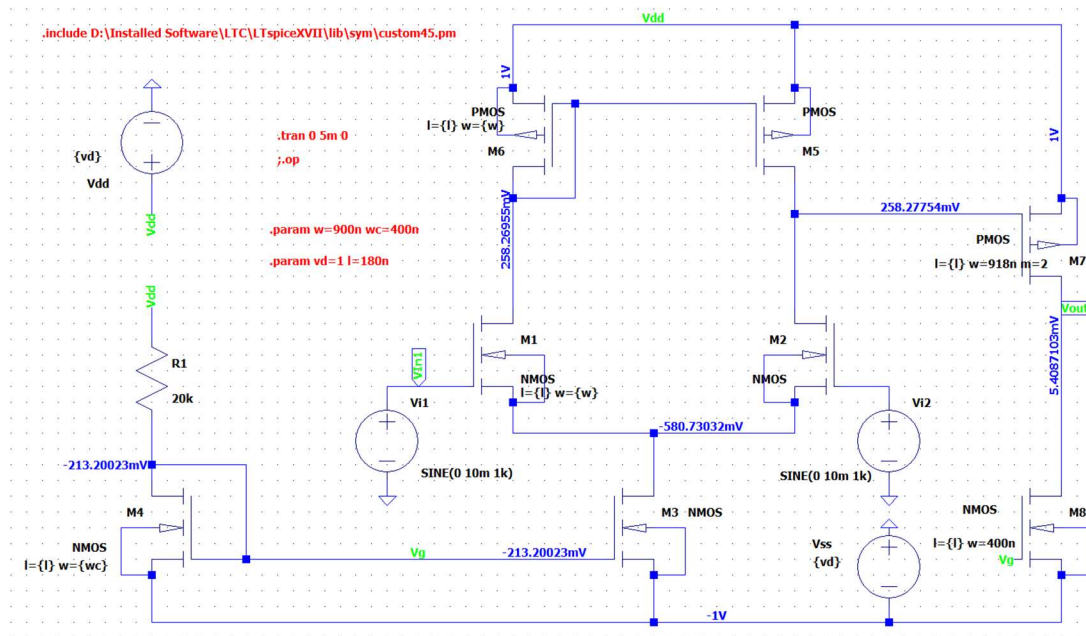 Vdd
.include D:\Installed Software\LTC\LTspiceXVII\lib\sym\custom45.pm
1V
PMOS
l={l} w={w}
M6
PMOS
M5
.tran 0 5m 0
;.op
{vd}
Vdd
1V
Vdd
258.26955mV
258.27754mV
.param w=900n wc=400n
PMOS
M7
l={l} w=918n m=2
.param vd=1 l=180n
Vdd
Vout
M1
M2
R1
VIn1
NMOS
l={l} w={w}
NMOS
5.4087103mV
20k
Vi1
Vi2
-580.73032mV
-213.20023mV
SINE(0 10m 1k)
SINE(0 10m 1k)
M4
M3
NMOS
NMOS
M8
NMOS
l={l} w={wc}
Vg
-213.20023mV
Vss
{vd}
l={l} w=400n
Vg
-1V